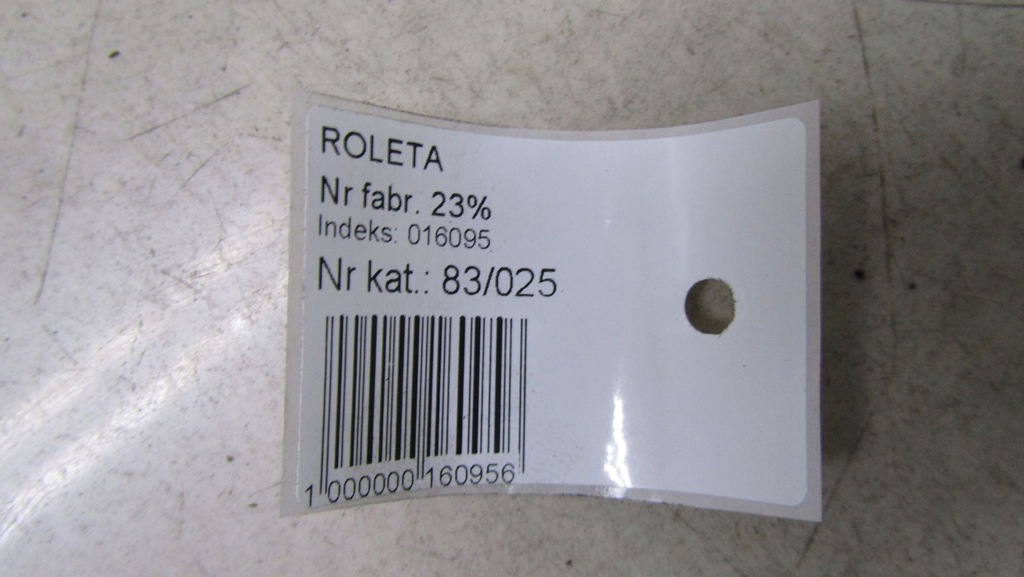 ROLETA
Nr fabr. 23%
Indeks: 016095
Nr kat.: 83/025
1 000000 160956